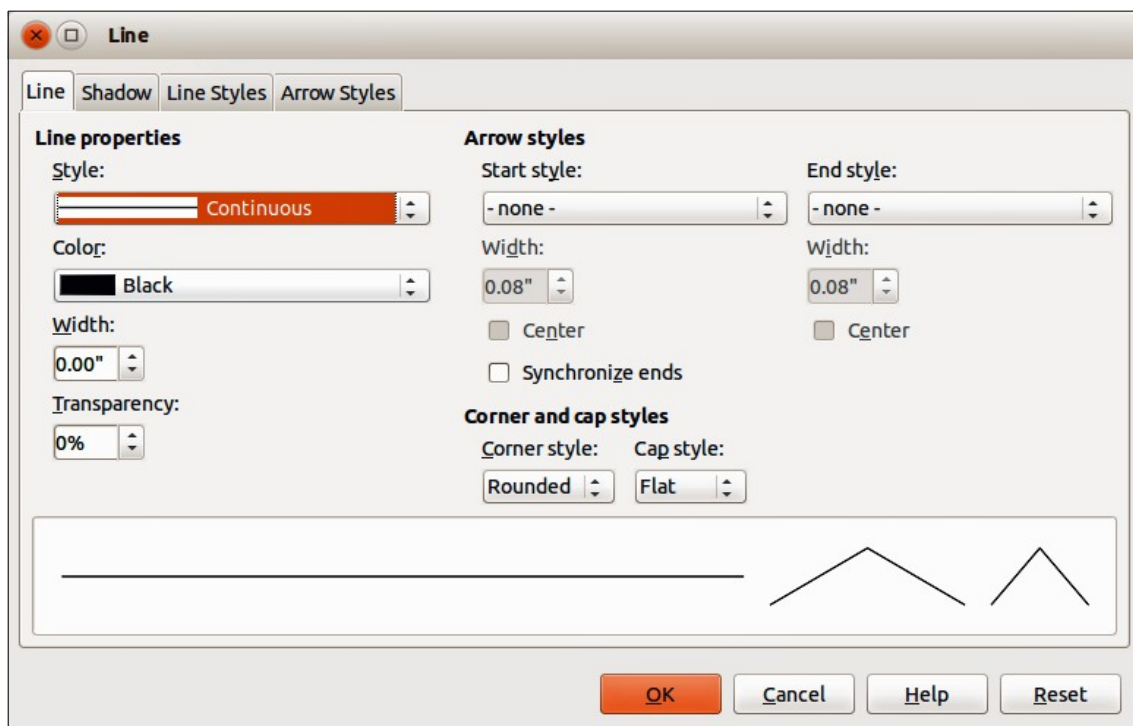 Line
Line Shadow Line Styles Arrow Styles
Line properties
Style:
Continuous
Color:
Black
Width:
0.00"
Transparency:
0%
Arrow styles
Start style: End style:
- none - - none -
Width: Width:
0.08" 0.08"
Center Center
Synchronize ends
Corner and cap styles
Corner style: Cap style:
Rounded Flat
OK Cancel Help Reset